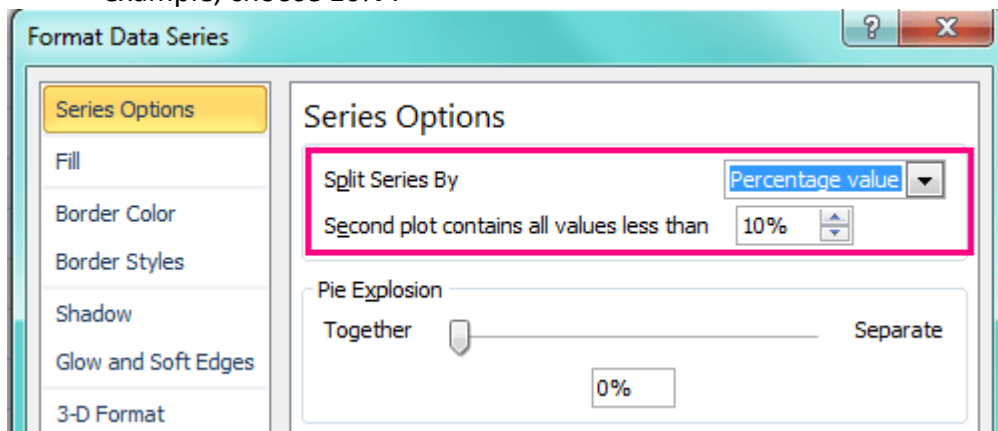 Format Data Series
?
X
Series Options
Fill
Border Color
Border Styles
Shadow
Glow and Soft Edges
3-D Format
Series Options
Split Series By Percentage value
Second plot contains all values less than 10%
Pie Explosion
Together Separate
0%